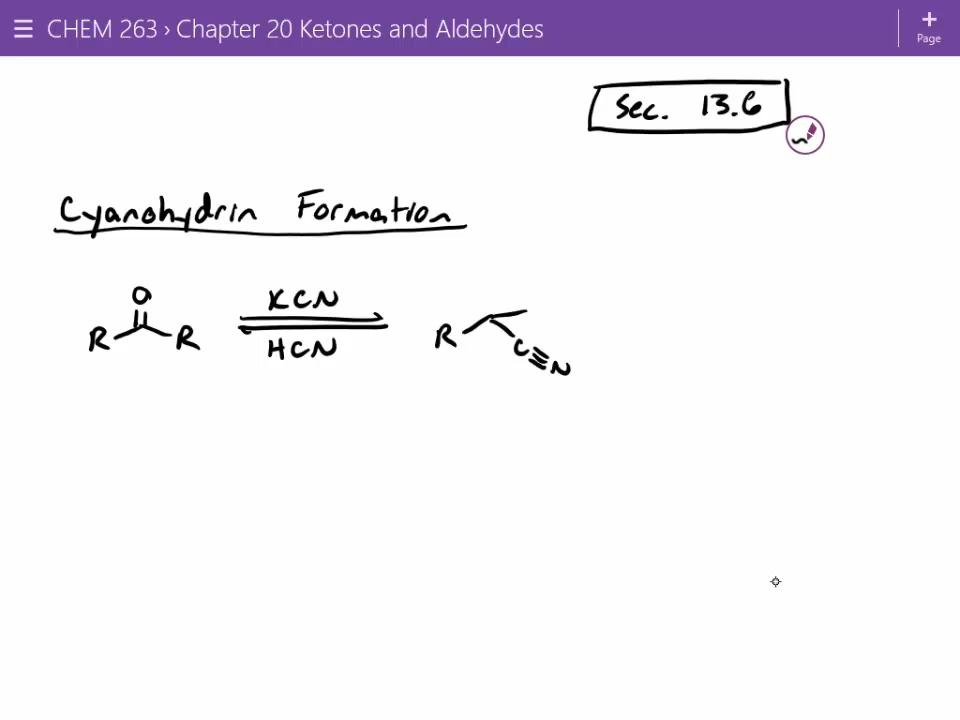 ☰ CHEM 263 › Chapter 20 Ketones and Aldehydes
+
Page
Sec. 13.6
Cyanohydrin Formation
O
R R
KCN
HCN
R
C≡N